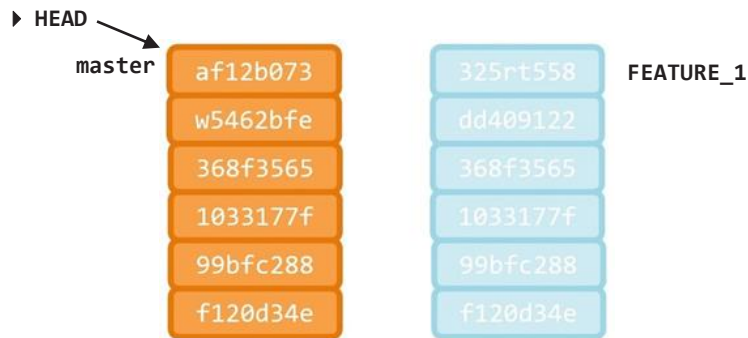 HEAD
master af12b073 325rt558 FEATURE_1
w5462bfe dd409122
368f3565 368f3565
1033177f 1033177f
99bfc288 99bfc288
f120d34e f120d34e